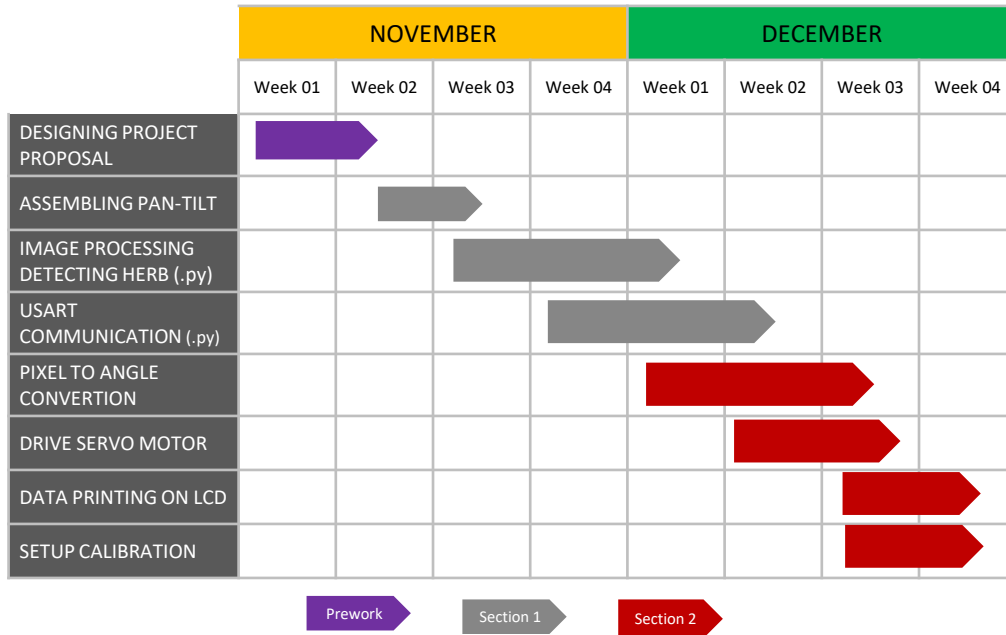 NOVEMBER DECEMBER
Week 01 Week 02 Week 03 Week 04 Week 01 Week 02 Week 03 Week 04
DESIGNING PROJECT
PROPOSAL
ASSEMBLING PAN-TILT
IMAGE PROCESSING
DETECTING HERB (.py)
USART
COMMUNICATION (.py)
PIXEL TO ANGLE
CONVERTION
DRIVE SERVO MOTOR
DATA PRINTING ON LCD
SETUP CALIBRATION
Prework Section 1 Section 2